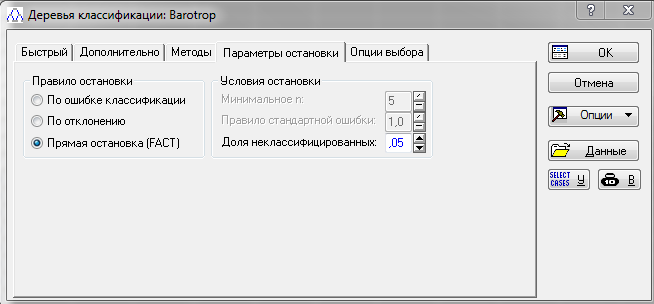 Деревья классификации: Barotrop
? X
Быстрый Дополнительно Методы Параметры остановки Опции выбора
Правило остановки
По ошибке классификации
По отклонению
Прямая остановка (FACT)
Условия остановки
Минимальное n: 5
Правило стандартной ошибки: 1,0
Доля неклассифицированных: ,05
OK
Отмена
Опции
Данные
SELECT CASES У
В